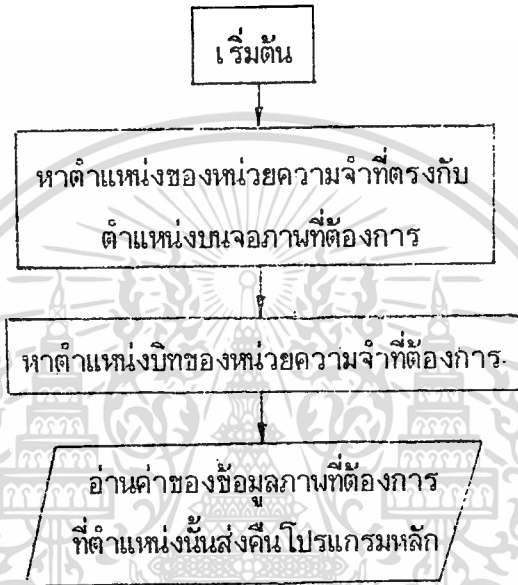 เริ่มต้น
หาตำแหน่งของหน่วยความจำที่ตรงกับ
ตำแหน่งบนจอภาพที่ต้องการ
หาตำแหน่งบิทของหน่วยความจำที่ต้องการ.
อ่านค่าของข้อมูลภาพที่ต้องการ
ที่ตำแหน่งนั้นส่งคืนโปรแกรมหลัก